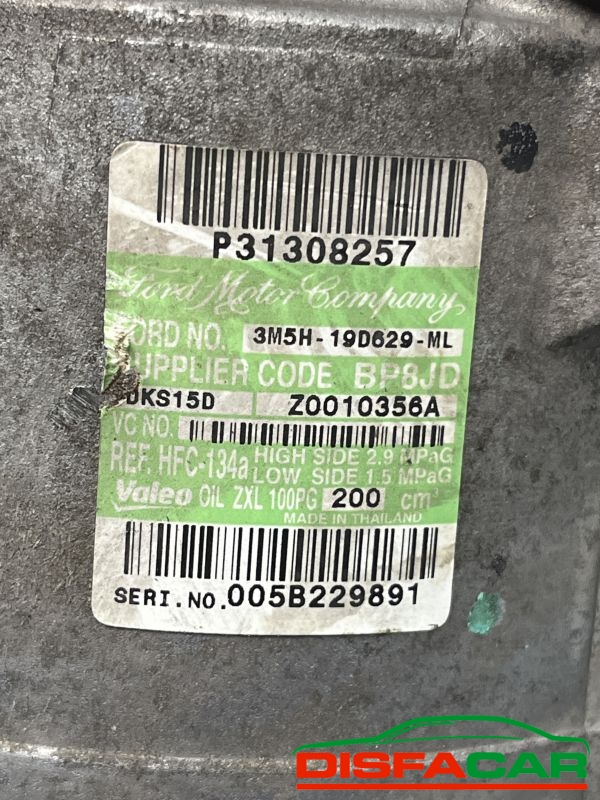 P31308257
Ford Motor Company
FORD NO. 3M5H-19D629-ML
SUPPLIER CODE BP8JD
DKS15D Z0010356A
VC NO.
REF. HFC-134a HIGH SIDE 2.9 MPaG
LOW SIDE 1.5 MPaG
Valeo OIL ZXL 100PG 200 cm³
MADE IN THAILAND
SERI.NO.005B229891
DISFACAR